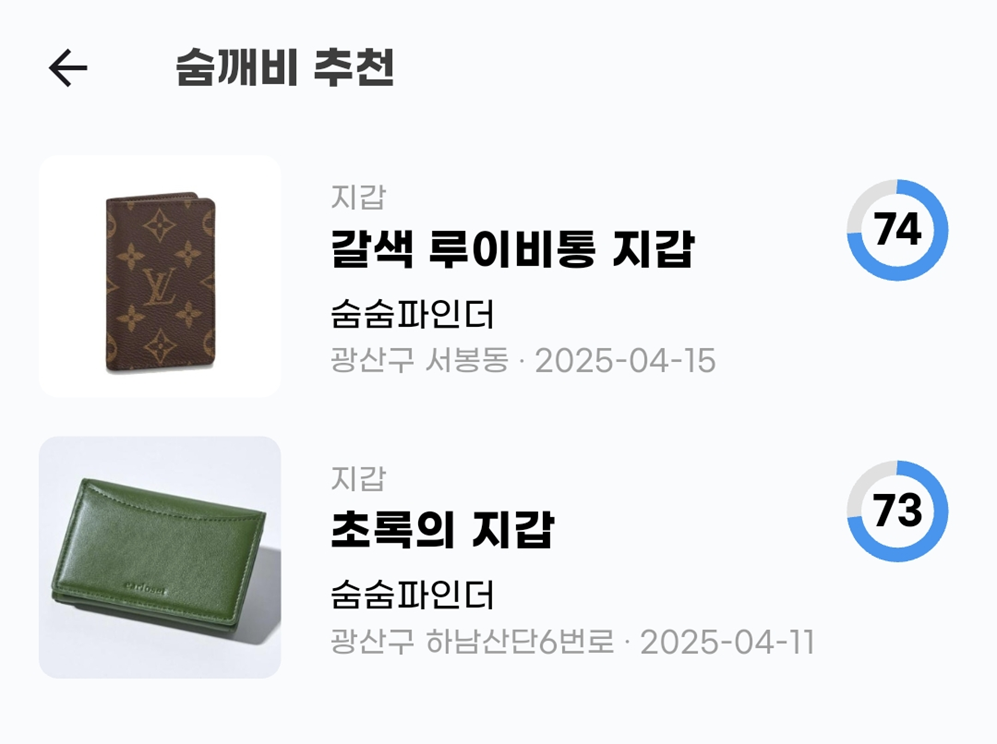 숨깨비 추천
지갑
갈색 루이비통 지갑
74
숨숨파인더
광산구 서봉동 · 2025-04-15
LV
지갑
초록의 지갑
73
숨숨파인더
광산구 하남산단6번로 · 2025-04-11